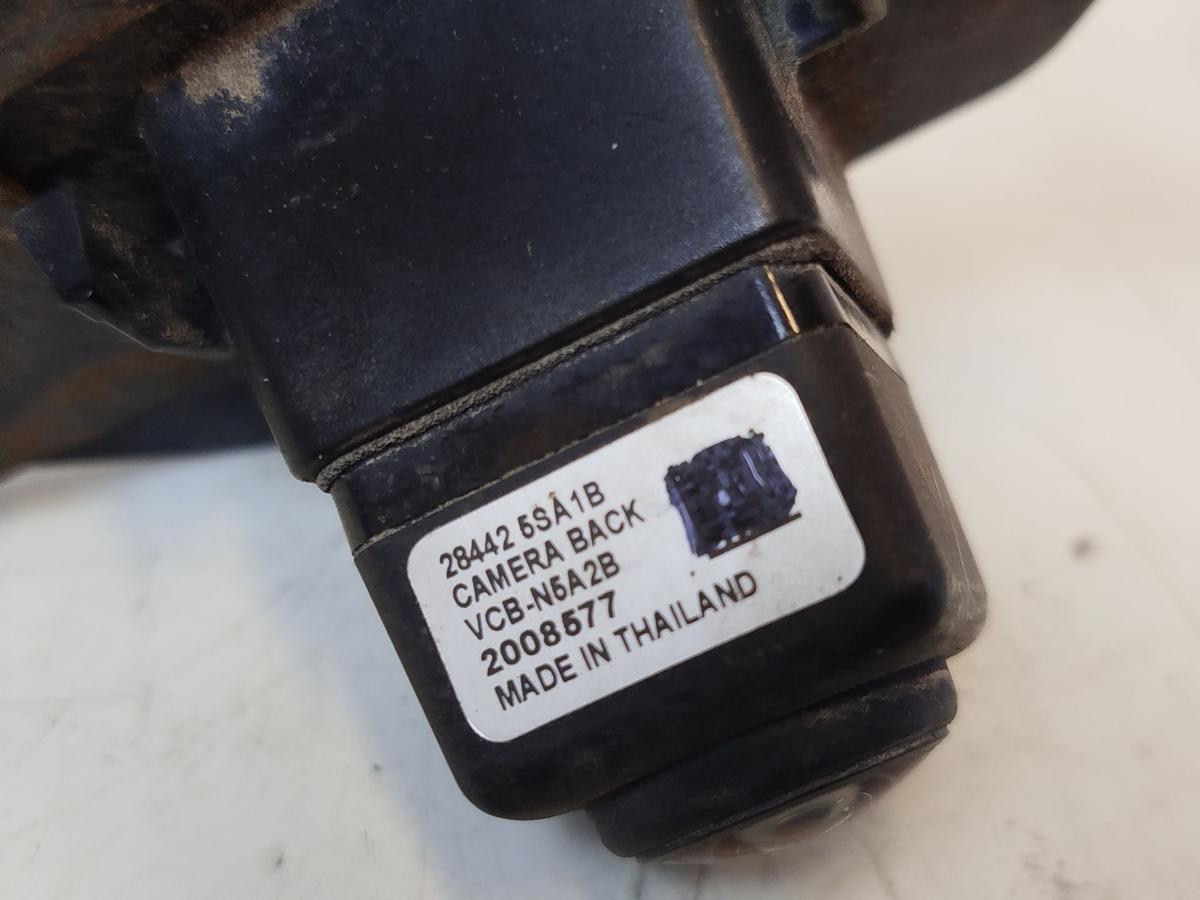 28442 5SA1B
CAMERA BACK
VCB-N5A2B
2008577
MADE IN THAILAND